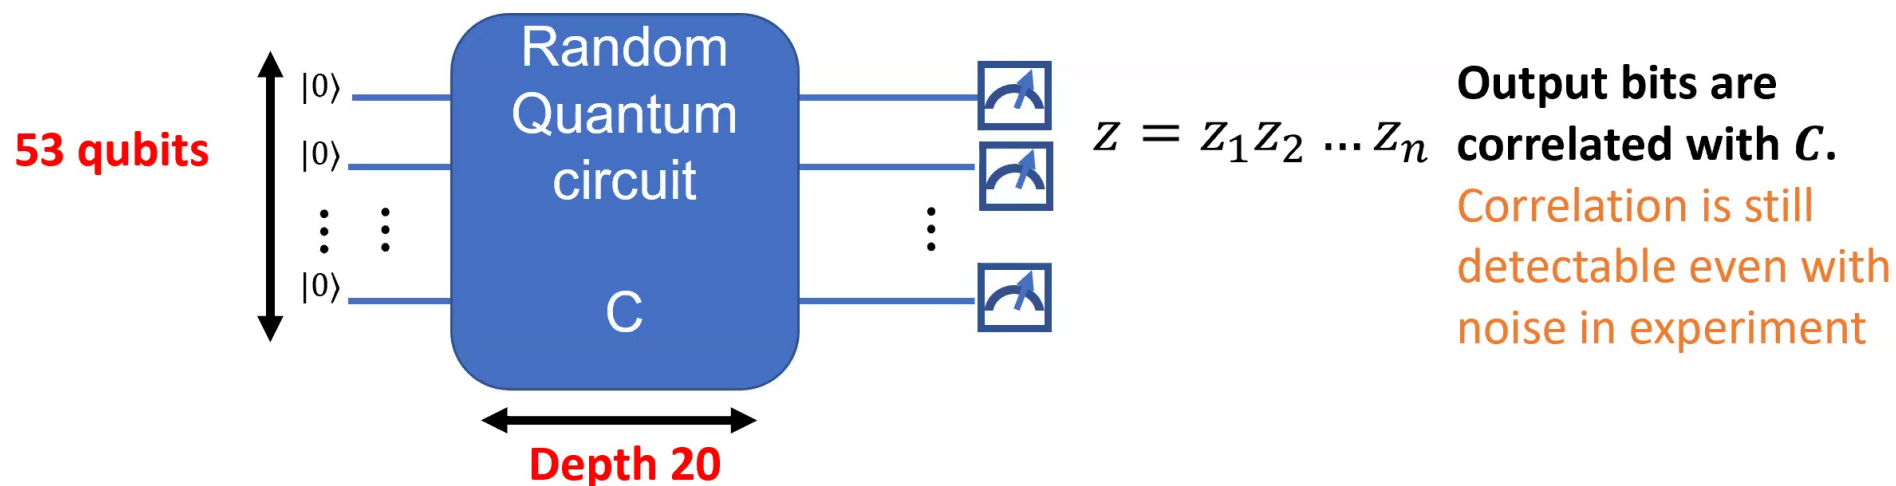 53 qubits
|0⟩
|0⟩
|0⟩
Random
Quantum
circuit
C
Depth 20
z = z₁z₂ ... zₙ
Output bits are
correlated with C.
Correlation is still
detectable even with
noise in experiment